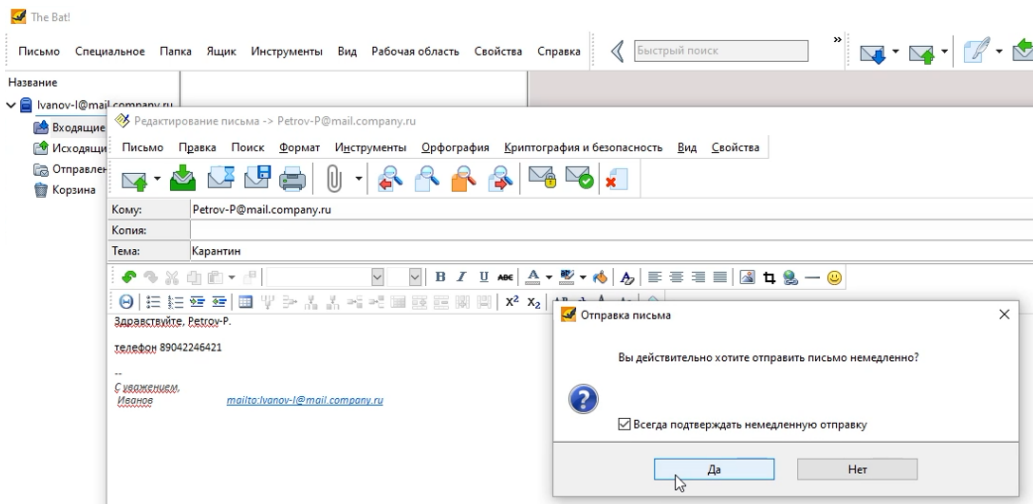 The Bat!
Письмо Специальное Папка Ящик Инструменты Вид Рабочая область Свойства Справка Быстрый поиск »
Название
Ivanov-I@mail.company.ru
Входящие
Исходящи
Отправлен
Корзина
Редактирование письма -> Petrov-P@mail.company.ru
Письмо Правка Поиск Формат Инструменты Орфография Криптография и безопасность Вид Свойства
Кому: Petrov-P@mail.company.ru
Копия:
Тема: Карантин
B I U ABC A
X² X₂
Здравствуйте, Petrov-P.
телефон 89042246421
--
С уважением,
Иванов mailto:Ivanov-I@mail.company.ru
Отправка письма
Вы действительно хотите отправить письмо немедленно?
Всегда подтверждать немедленную отправку
Да Нет